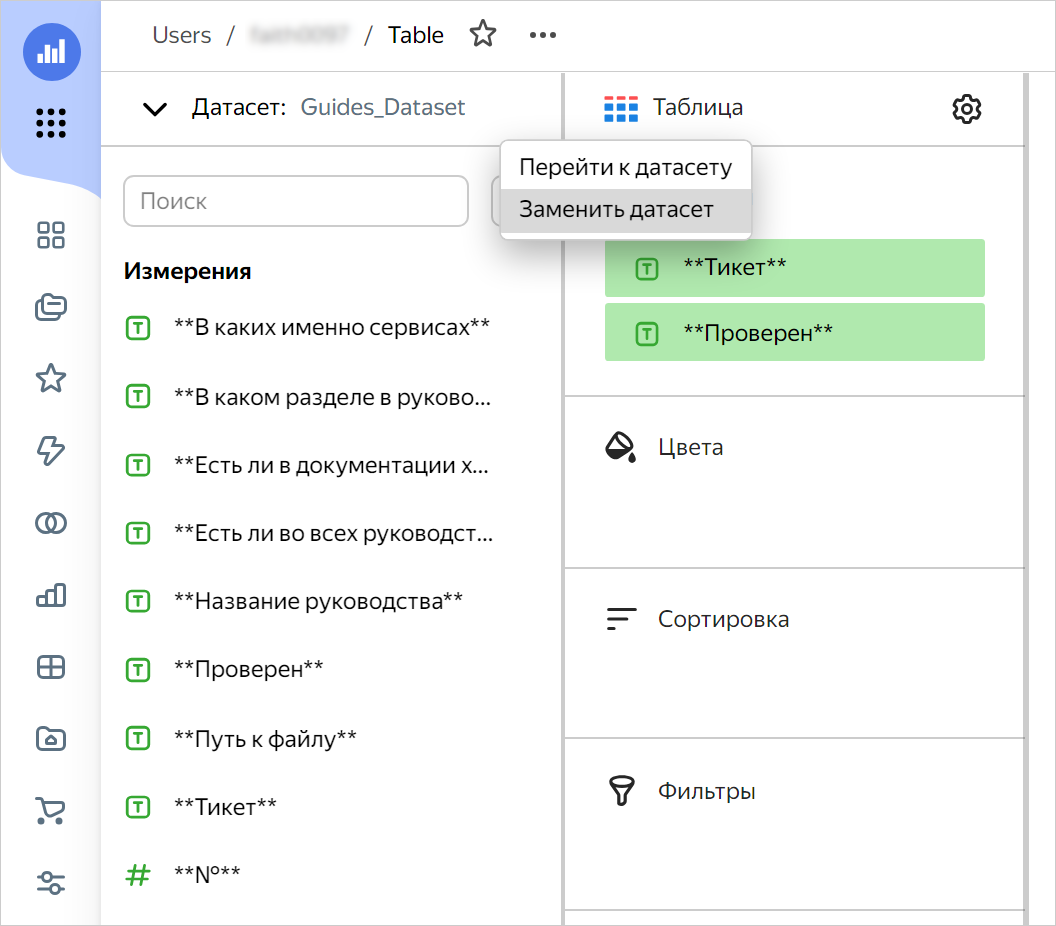 Users / / Table
Датасет: Guides_Dataset
Таблица
Перейти к датасету
Заменить датасет
Поиск
Измерения
**В каких именно сервисах**
**В каком разделе в руково...
**Есть ли в документации х...
**Есть ли во всех руководст...
**Название руководства**
**Проверен**
**Путь к файлу**
**Тикет**
**№**
**Тикет**
**Проверен**
Цвета
Сортировка
Фильтры